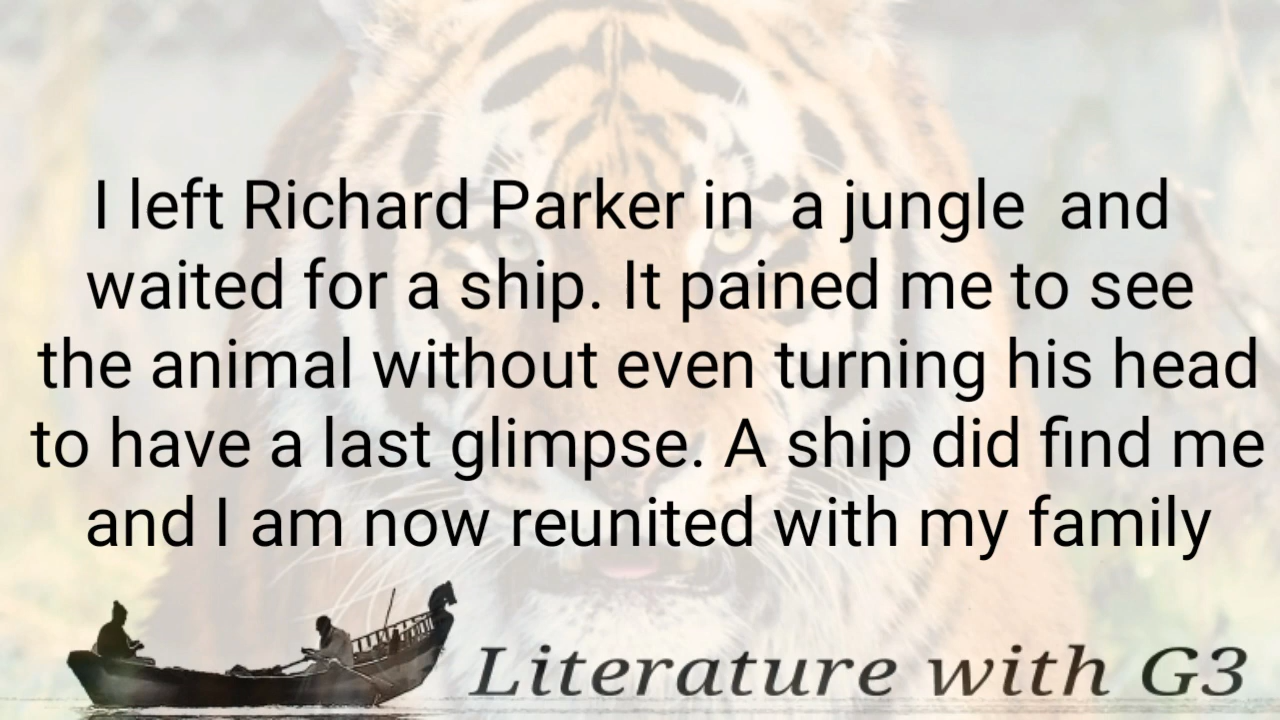 I left Richard Parker in a jungle and
waited for a ship. It pained me to see
the animal without even turning his head
to have a last glimpse. A ship did find me
and I am now reunited with my family
Literature with G3